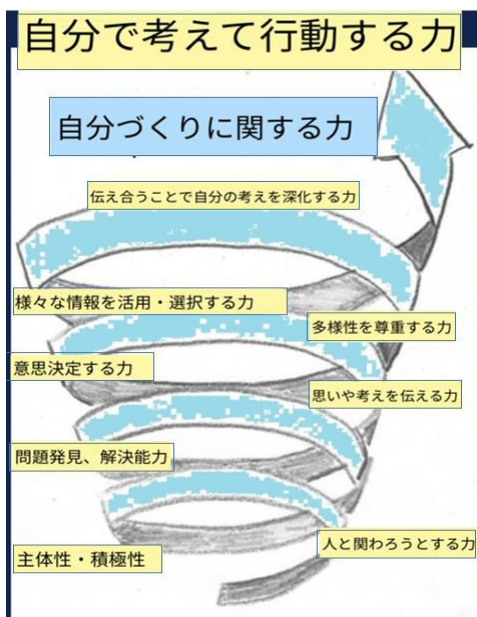 自分で考えて行動する力
自分づくりに関する力
伝え合うことで自分の考えを深化する力
様々な情報を活用・選択する力
多様性を尊重する力
意思決定する力
思いや考えを伝える力
問題発見、解決能力
人と関わろうとする力
主体性・積極性